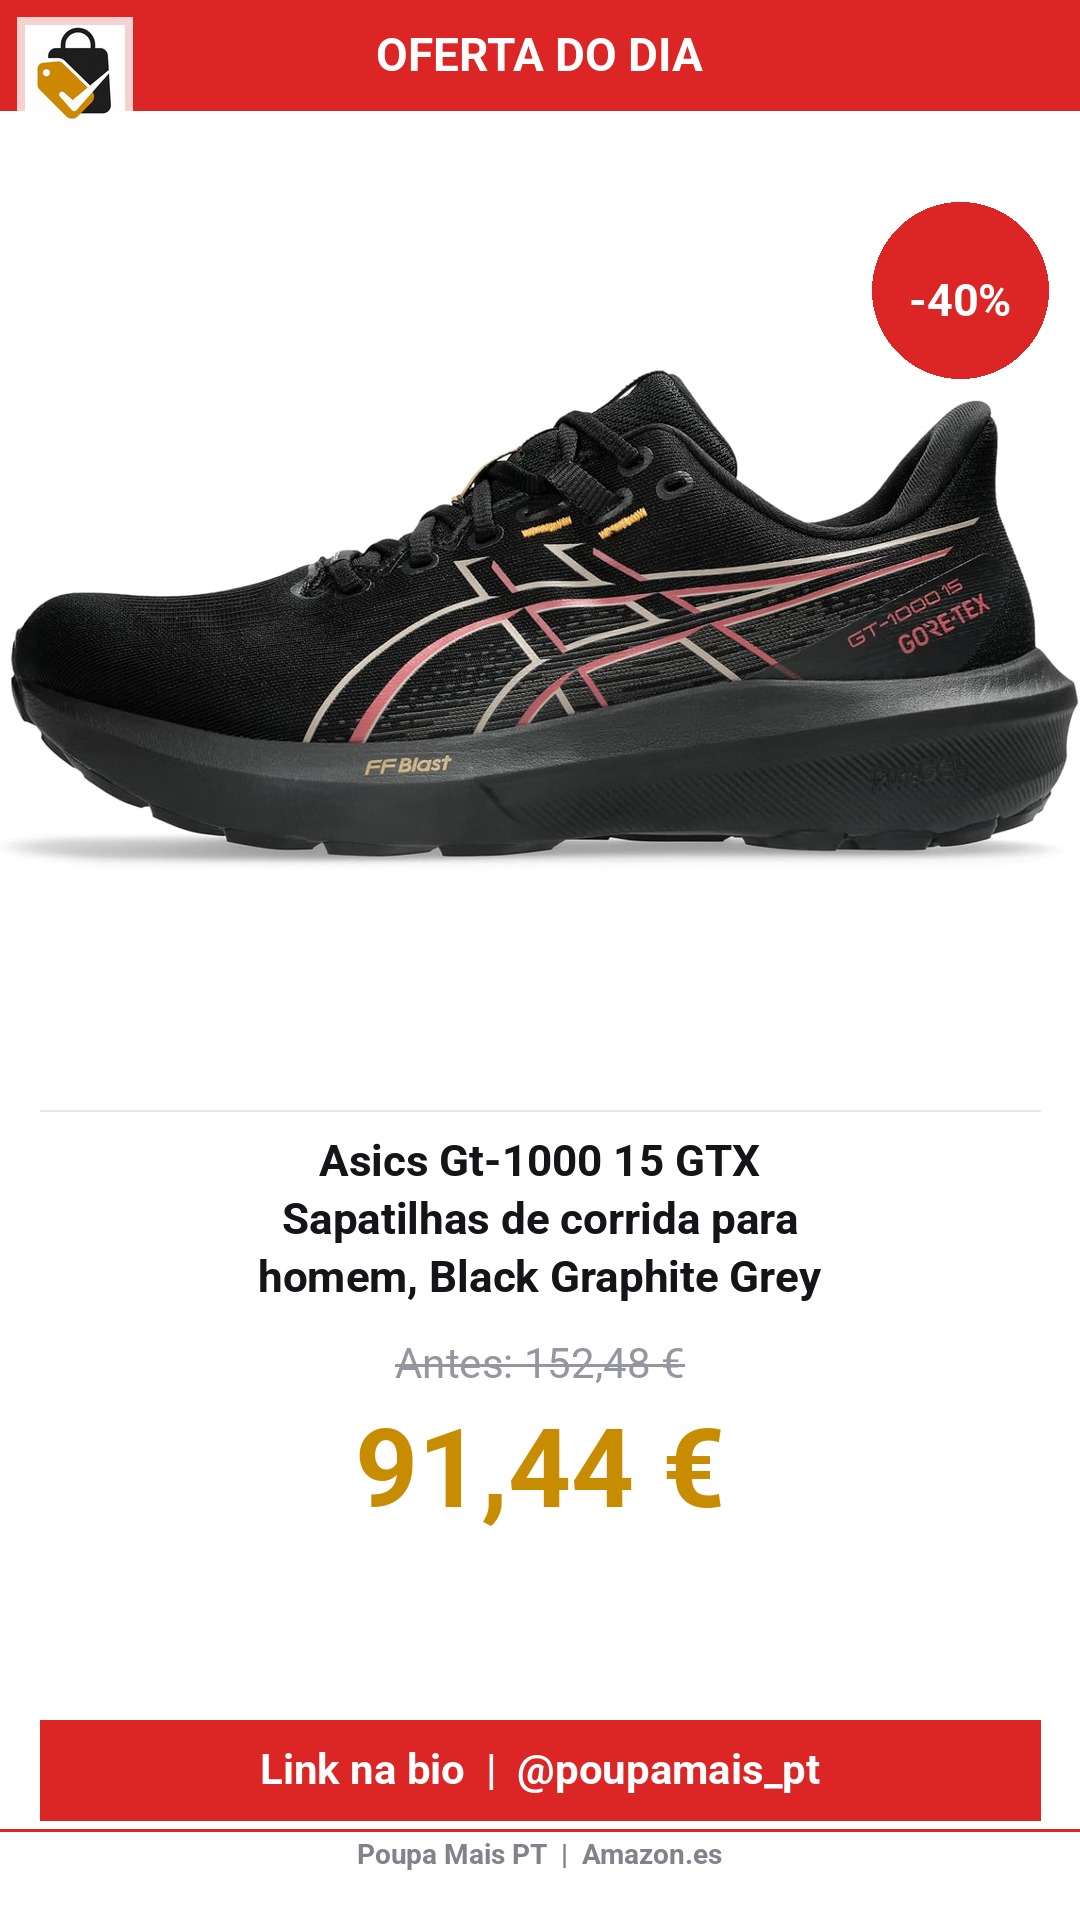 OFERTA DO DIA
-40%
GT-1000 15
GORE-TEX
FF Blast
Asics Gt-1000 15 GTX
Sapatilhas de corrida para
homem, Black Graphite Grey
Antes: 152,48 €
91,44 €
Link na bio | @poupamais_pt
Poupa Mais PT | Amazon.es